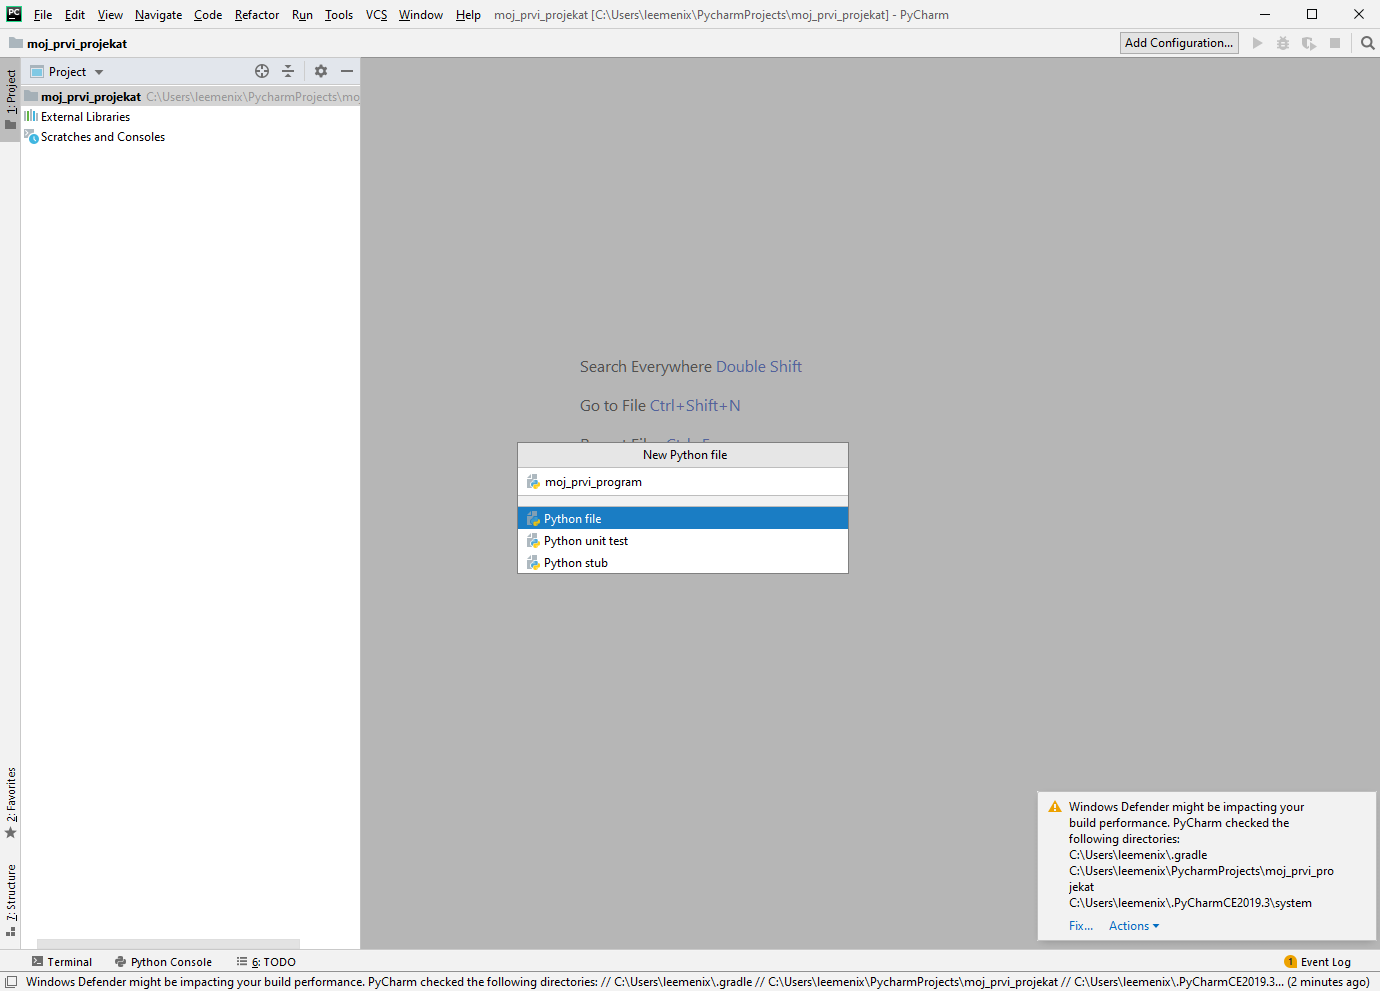 PC File Edit View Navigate Code Refactor Run Tools VCS Window Help moj_prvi_projekat [C:\Users\leemenix\PycharmProjects\moj_prvi_projekat] - PyCharm
moj_prvi_projekat Add Configuration...
1: Project
Project
moj_prvi_projekat C:\Users\leemenix\PycharmProjects\mo
External Libraries
Scratches and Consoles
Search Everywhere Double Shift
Go to File Ctrl+Shift+N
New Python file
moj_prvi_program
Python file
Python unit test
Python stub
2: Favorites
7: Structure
Windows Defender might be impacting your
build performance. PyCharm checked the
following directories:
C:\Users\leemenix\.gradle
C:\Users\leemenix\PycharmProjects\moj_prvi_pro
jekat
C:\Users\leemenix\.PyCharmCE2019.3\system
Fix... Actions
Terminal Python Console 6: TODO 1 Event Log
Windows Defender might be impacting your build performance. PyCharm checked the following directories: // C:\Users\leemenix\.gradle // C:\Users\leemenix\PycharmProjects\moj_prvi_projekat // C:\Users\leemenix\.PyCharmCE2019.3... (2 minutes ago)